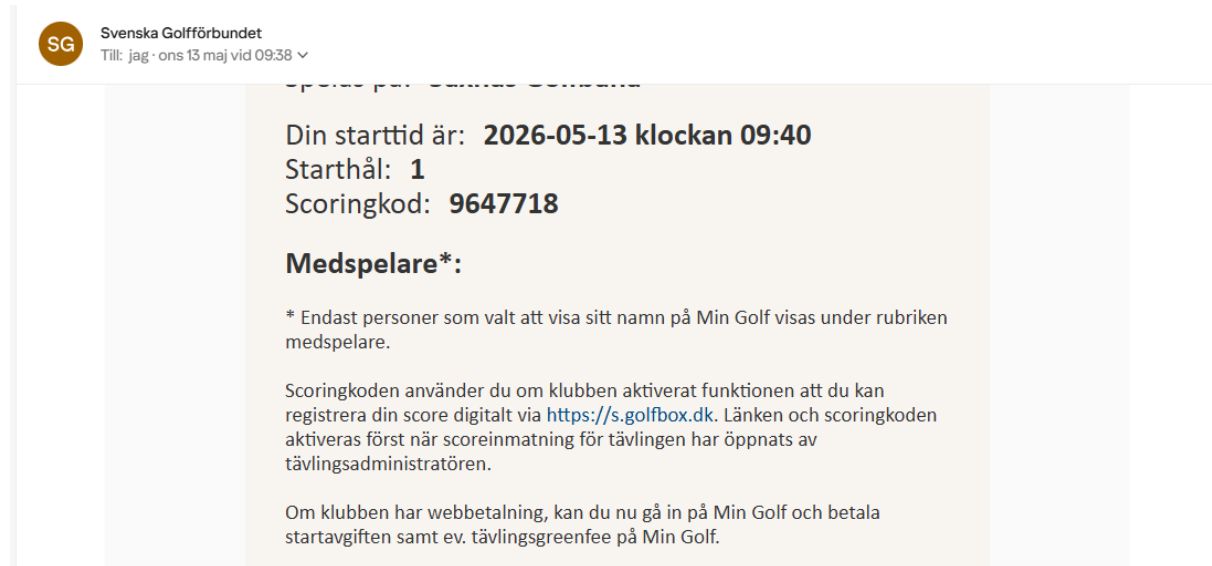 SG
Svenska Golfförbundet
Till: jag · ons 13 maj vid 09:38
Din starttid är: 2026-05-13 klockan 09:40
Starthål: 1
Scoringkod: 9647718
Medspelare*:
* Endast personer som valt att visa sitt namn på Min Golf visas under rubriken
medspelare.
Scoringkoden använder du om klubben aktiverat funktionen att du kan
registrera din score digitalt via https://s.golfbox.dk. Länken och scoringkoden
aktiveras först när scoreinmatning för tävlingen har öppnats av
tävlingsadministratören.
Om klubben har webbetalning, kan du nu gå in på Min Golf och betala
startavgiften samt ev. tävlingsgreenfee på Min Golf.